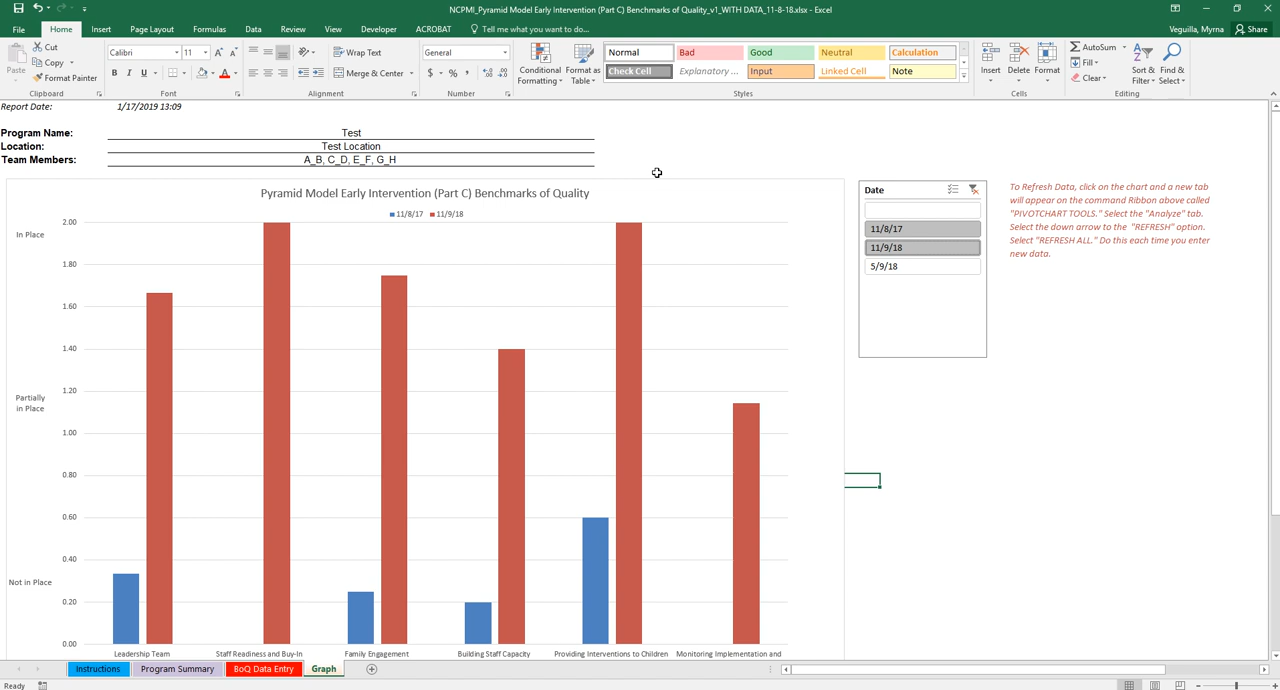 NCPMI_Pyramid Model Early Intervention (Part C) Benchmarks of Quality_v1_WITH DATA_11-8-18.xlsx - Excel
File Home Insert Page Layout Formulas Data Review View Developer ACROBAT Tell me what you want to do... Veguilla, Myrna Share
Cut
Copy
Format Painter
Paste
Clipboard
Calibri 11 A A
B I U A
Font
Wrap Text
Merge & Center
Alignment
General
$ % ,
Number
Conditional Formatting
Format as Table
Normal Bad Good Neutral Calculation
Check Cell Explanatory ... Input Linked Cell Note
Styles
Insert Delete Format
Cells
AutoSum
Fill
Clear
Sort & Filter
Find & Select
Editing
Report Date: 1/17/2019 13:09
Program Name: Test
Location: Test Location
Team Members: A_B, C_D, E_F, G_H
Pyramid Model Early Intervention (Part C) Benchmarks of Quality
11/8/17 11/9/18
2.00
In Place
1.80
1.60
1.40
1.20
Partially
in Place
1.00
0.80
0.60
0.40
Not in Place
0.20
0.00
Leadership Team Staff Readiness and Buy-In Family Engagement Building Staff Capacity Providing Interventions to Children Monitoring Implementation and
Date
11/8/17
11/9/18
5/9/18
To Refresh Data, click on the chart and a new tab
will appear on the command Ribbon above called
"PIVOTCHART TOOLS." Select the "Analyze" tab.
Select the down arrow to the "REFRESH" option.
Select "REFRESH ALL." Do this each time you enter
new data.
Instructions Program Summary BoQ Data Entry Graph
Ready